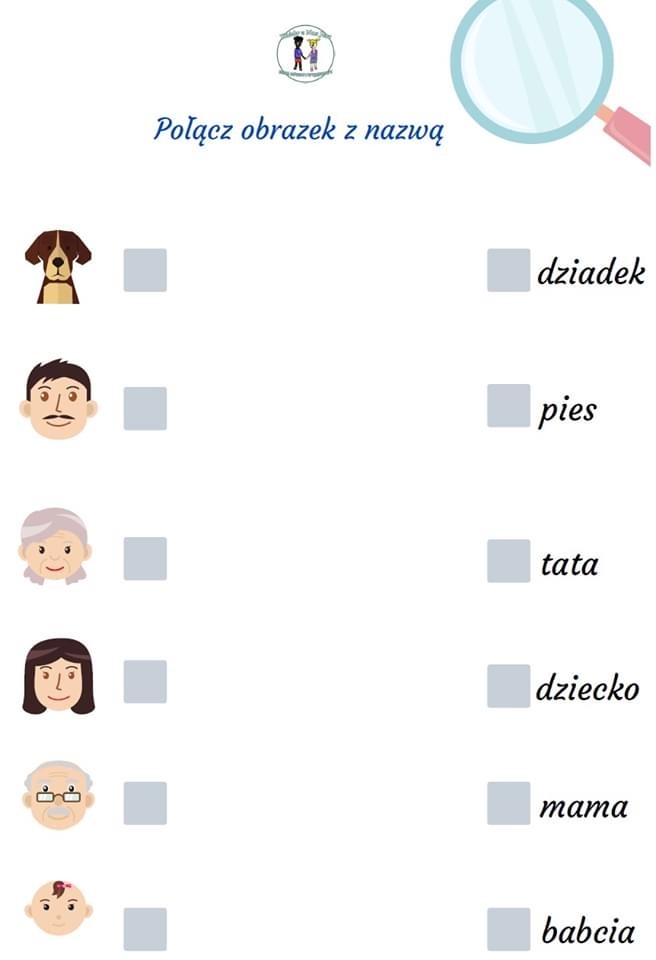 Połącz obrazek z nazwą
dziadek
pies
tata
dziecko
mama
babcia